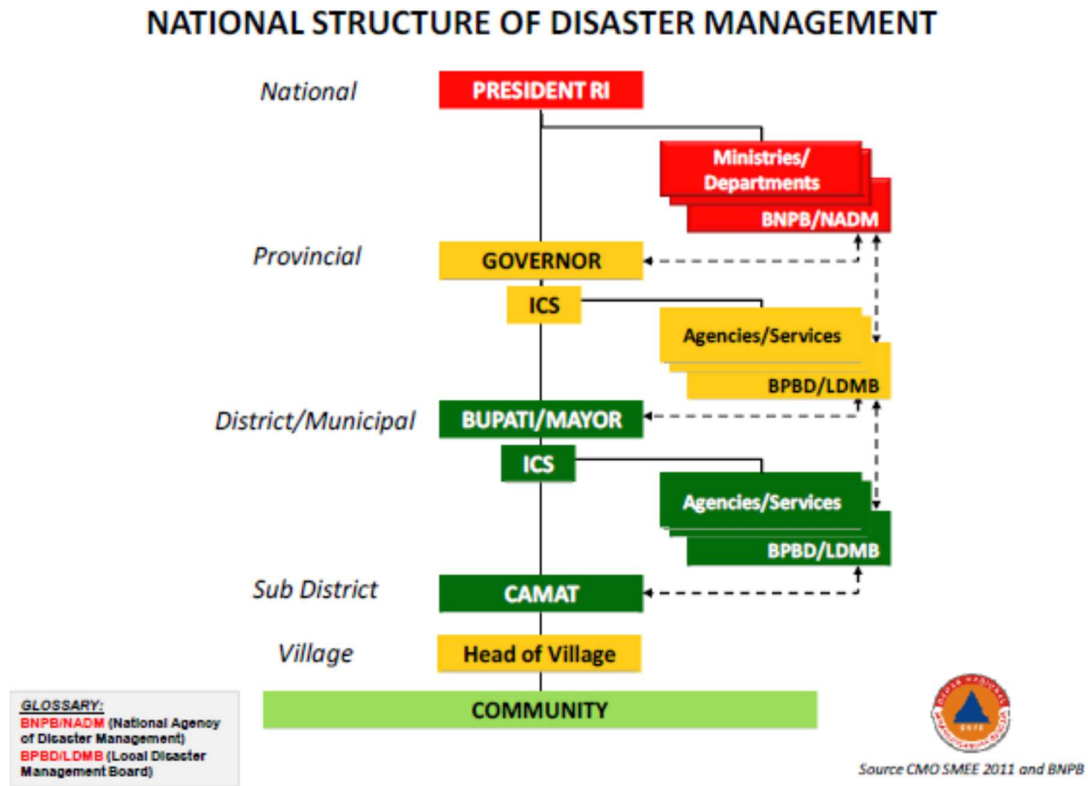 NATIONAL STRUCTURE OF DISASTER MANAGEMENT
National
PRESIDENT RI
Ministries/
Departments
BNPB/NADM
Provincial
GOVERNOR
ICS
Agencies/Services
BPBD/LDMB
District/Municipal
BUPATI/MAYOR
ICS
Agencies/Services
BPBD/LDMB
Sub District
CAMAT
Village
Head of Village
COMMUNITY
GLOSSARY:
BNPB/NADM (National Agency
of Disaster Management)
BPBD/LDMB (Local Disaster
Management Board)
BNPB
Source CMO SMEE 2011 and BNPB